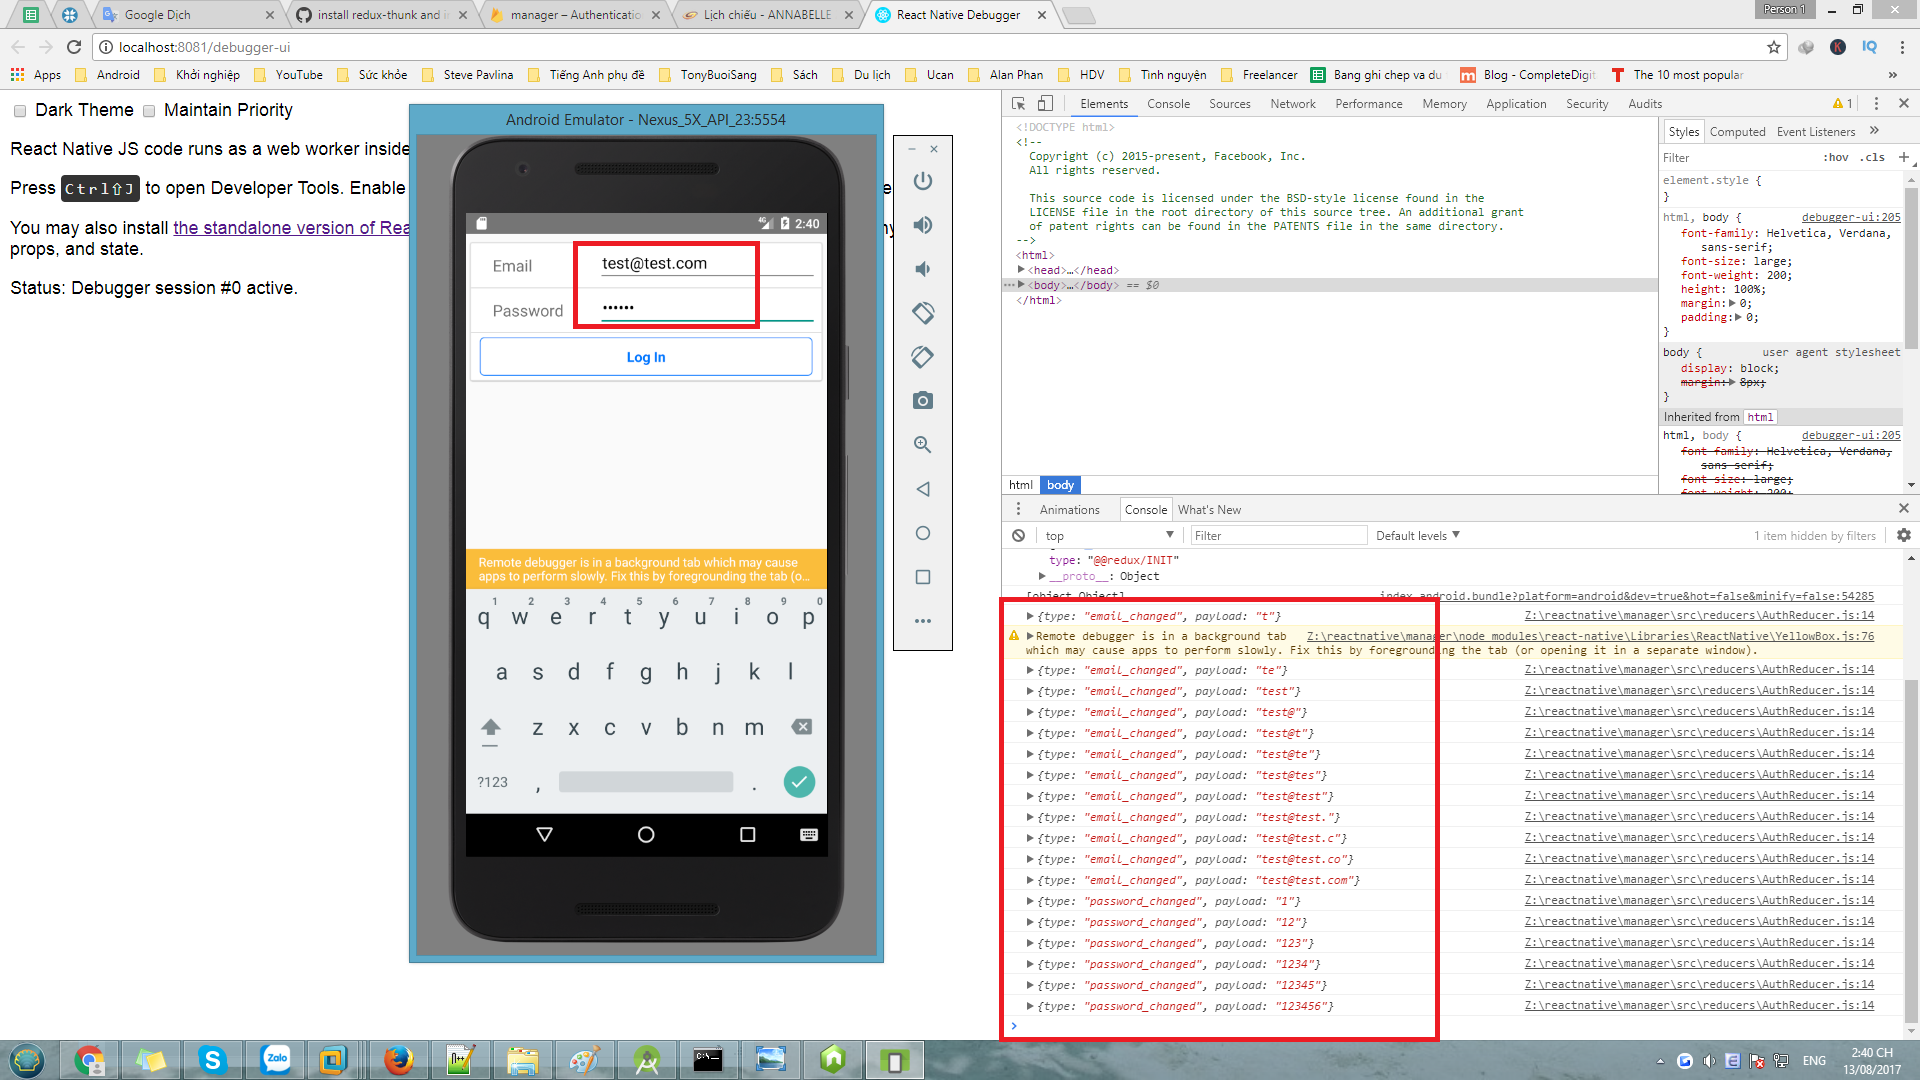 Google Dịch
install redux-thunk and i
manager – Authenticatio
Lịch chiếu - ANNABELLE
React Native Debugger
Person 1
localhost:8081/debugger-ui
Apps
Android
Khởi nghiệp
YouTube
Sức khỏe
Steve Pavlina
Tiếng Anh phụ đề
TonyBuoiSang
Sách
Du lịch
Ucan
Alan Phan
HDV
Tình nguyện
Freelancer
Bang ghi chep va du
Blog - CompleteDigit
The 10 most popular
»
Dark Theme
Maintain Priority
React Native JS code runs as a web worker inside
Press Ctrl⇧J to open Developer Tools. Enable
You may also install the standalone version of Rea
props, and state.
Status: Debugger session #0 active.
Android Emulator - Nexus_5X_API_23:5554
4G
2:40
Email
test@test.com
Password
••••••
Log In
Remote debugger is in a background tab which may cause
apps to perform slowly. Fix this by foregrounding the tab (o...
1 2 3 4 5 6 7 8 9 0
q w e r t y u i o p
a s d f g h j k l
z x c v b n m
?123 , .
Elements
Console
Sources
Network
Performance
Memory
Application
Security
Audits
1
<!DOCTYPE html>
<!--
Copyright (c) 2015-present, Facebook, Inc.
All rights reserved.
This source code is licensed under the BSD-style license found in the
LICENSE file in the root directory of this source tree. An additional grant
of patent rights can be found in the PATENTS file in the same directory.
-->
<html>
<head>…</head>
<body>…</body> == $0
</html>
html
body
Styles
Computed
Event Listeners
»
Filter
:hov
.cls
+
element.style {
}
html, body {
debugger-ui:205
font-family: Helvetica, Verdana,
sans-serif;
font-size: large;
font-weight: 200;
height: 100%;
margin: 0;
padding: 0;
}
body {
user agent stylesheet
display: block;
margin: 8px;
}
Inherited from html
html, body {
debugger-ui:205
font-family: Helvetica, Verdana,
sans-serif;
font-size: large;
font-weight: 200;
Animations
Console
What's New
top
Filter
Default levels
1 item hidden by filters
type: "@@redux/INIT"
__proto__: Object
[object Object]
index.android.bundle?platform=android&dev=true&hot=false&minify=false:54285
{type: "email_changed", payload: "t"}
Z:\reactnative\manager\src\reducers\AuthReducer.js:14
Remote debugger is in a background tab
Z:\reactnative\manager\node_modules\react-native\Libraries\ReactNative\YellowBox.js:76
which may cause apps to perform slowly. Fix this by foregrounding the tab (or opening it in a separate window).
{type: "email_changed", payload: "te"}
Z:\reactnative\manager\src\reducers\AuthReducer.js:14
{type: "email_changed", payload: "test"}
Z:\reactnative\manager\src\reducers\AuthReducer.js:14
{type: "email_changed", payload: "test@"}
Z:\reactnative\manager\src\reducers\AuthReducer.js:14
{type: "email_changed", payload: "test@t"}
Z:\reactnative\manager\src\reducers\AuthReducer.js:14
{type: "email_changed", payload: "test@te"}
Z:\reactnative\manager\src\reducers\AuthReducer.js:14
{type: "email_changed", payload: "test@tes"}
Z:\reactnative\manager\src\reducers\AuthReducer.js:14
{type: "email_changed", payload: "test@test"}
Z:\reactnative\manager\src\reducers\AuthReducer.js:14
{type: "email_changed", payload: "test@test."}
Z:\reactnative\manager\src\reducers\AuthReducer.js:14
{type: "email_changed", payload: "test@test.c"}
Z:\reactnative\manager\src\reducers\AuthReducer.js:14
{type: "email_changed", payload: "test@test.co"}
Z:\reactnative\manager\src\reducers\AuthReducer.js:14
{type: "email_changed", payload: "test@test.com"}
Z:\reactnative\manager\src\reducers\AuthReducer.js:14
{type: "password_changed", payload: "1"}
Z:\reactnative\manager\src\reducers\AuthReducer.js:14
{type: "password_changed", payload: "12"}
Z:\reactnative\manager\src\reducers\AuthReducer.js:14
{type: "password_changed", payload: "123"}
Z:\reactnative\manager\src\reducers\AuthReducer.js:14
{type: "password_changed", payload: "1234"}
Z:\reactnative\manager\src\reducers\AuthReducer.js:14
{type: "password_changed", payload: "12345"}
Z:\reactnative\manager\src\reducers\AuthReducer.js:14
{type: "password_changed", payload: "123456"}
Z:\reactnative\manager\src\reducers\AuthReducer.js:14
Zalo
ENG
2:40 CH
13/08/2017